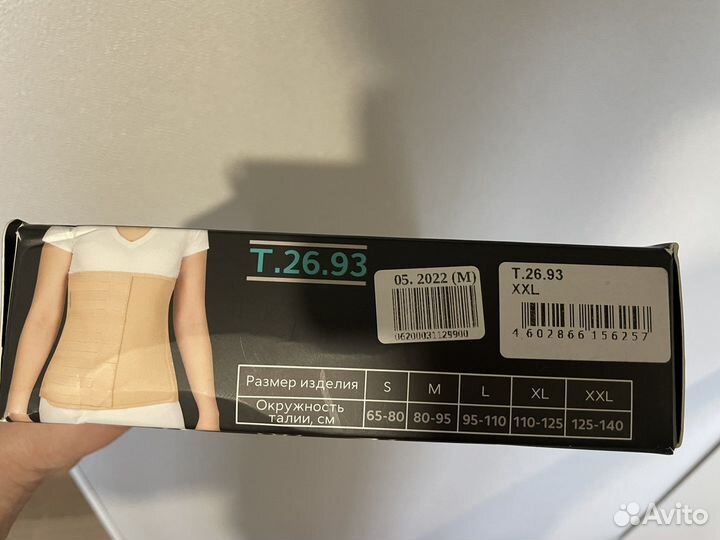 T.26.93
05. 2022 (M)
06200031129900
T.26.93
XXL
4 602866 156257
Размер изделия S M L XL XXL
Окружность талии, см 65-80 80-95 95-110 110-125 125-140
Avito